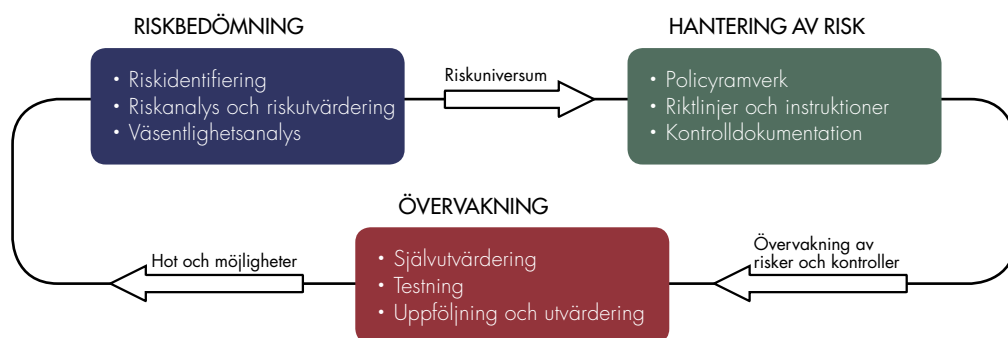 RISKBEDÖMNING
• Riskidentifiering
• Riskanalys och riskutvärdering
• Väsentlighetsanalys
Riskuniversum
HANTERING AV RISK
• Policyramverk
• Riktlinjer och instruktioner
• Kontrolldokumentation
Övervakning av
risker och kontroller
ÖVERVAKNING
• Självutvärdering
• Testning
• Uppföljning och utvärdering
Hot och möjligheter